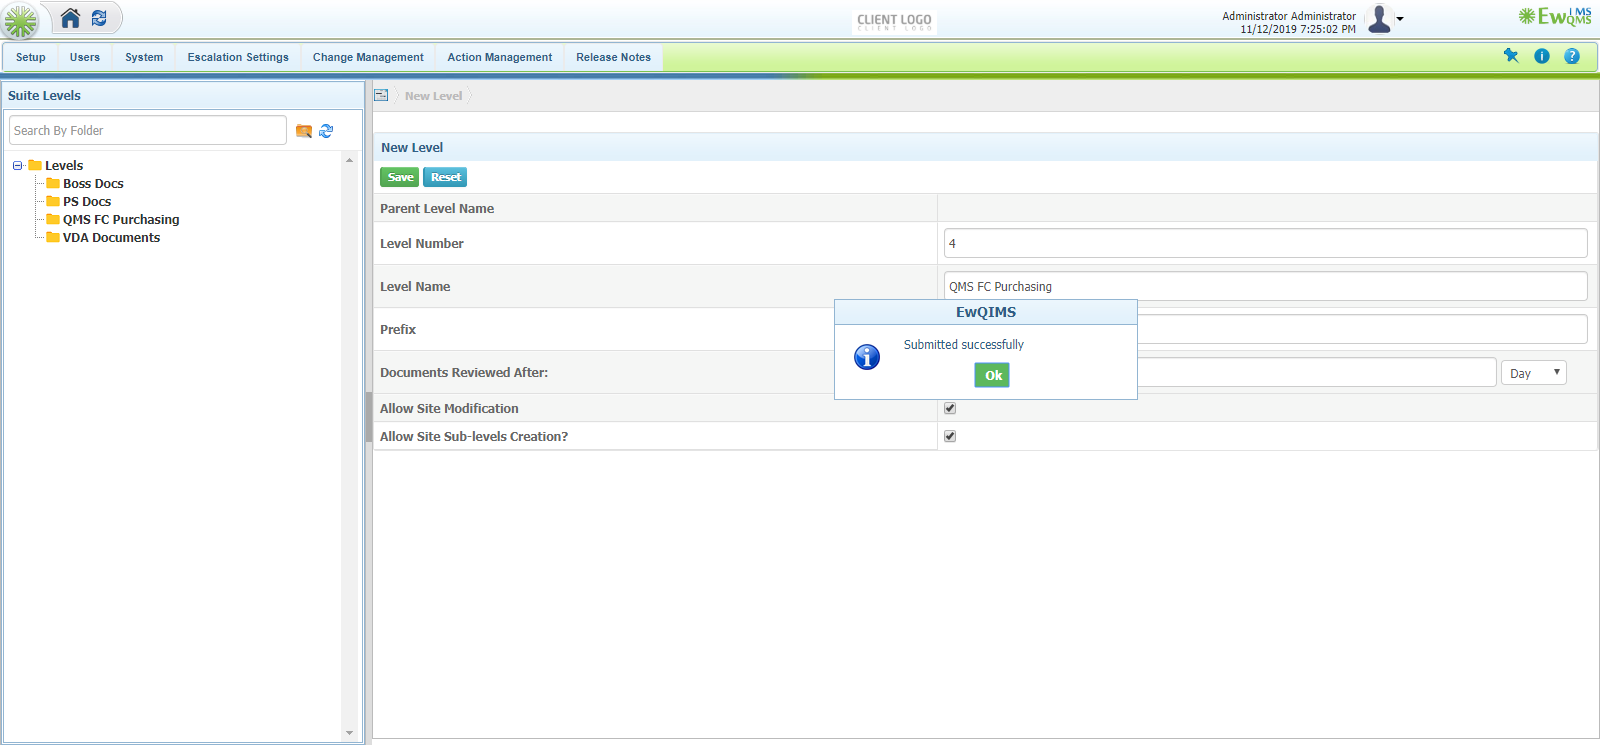 CLIENT LOGO
CLIENT LOGO
Administrator Administrator
11/12/2019 7:25:02 PM
EwQIMS
QMS
Setup
Users
System
Escalation Settings
Change Management
Action Management
Release Notes
Suite Levels
Search By Folder
Levels
Boss Docs
PS Docs
QMS FC Purchasing
VDA Documents
New Level
New Level
Save
Reset
Parent Level Name
Level Number
4
Level Name
QMS FC Purchasing
Prefix
Documents Reviewed After:
Day
Allow Site Modification
Allow Site Sub-levels Creation?
EwQIMS
Submitted successfully
Ok